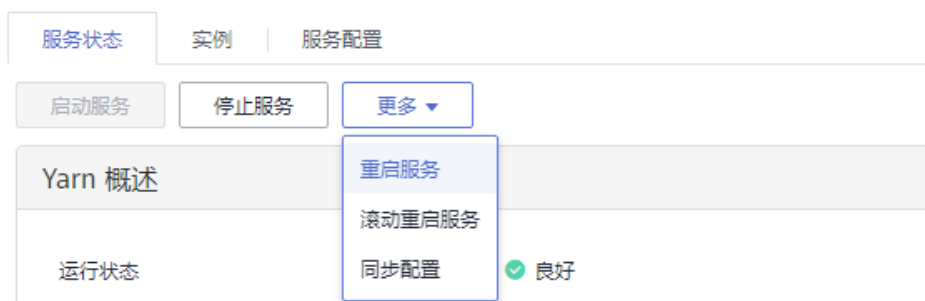 服务状态 实例 服务配置
启动服务 停止服务 更多
重启服务
Yarn 概述
滚动重启服务
同步配置
运行状态 良好